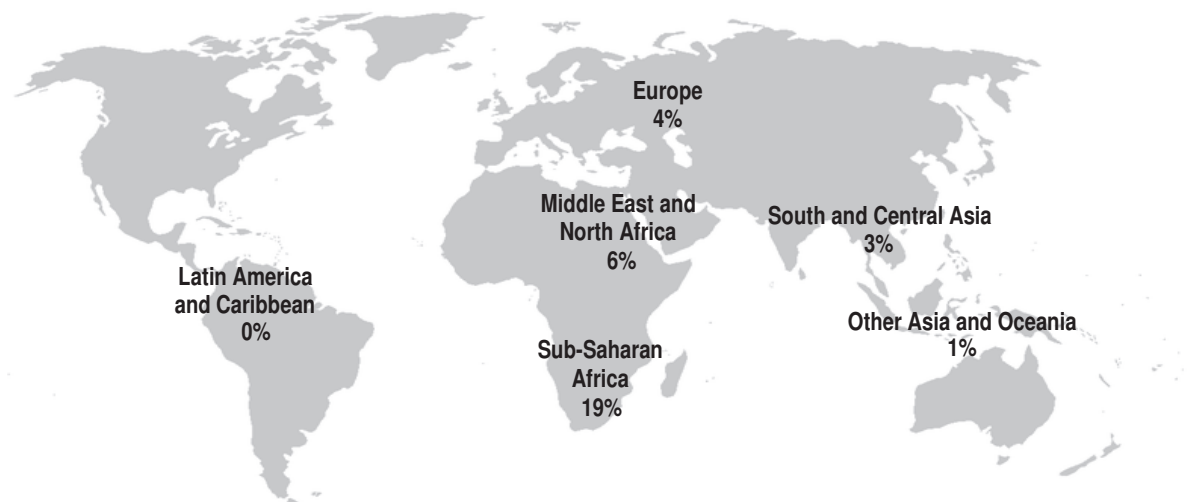 Europe
4%
Middle East and
North Africa
6%
South and Central Asia
3%
Latin America
and Caribbean
0%
Other Asia and Oceania
1%
Sub-Saharan
Africa
19%